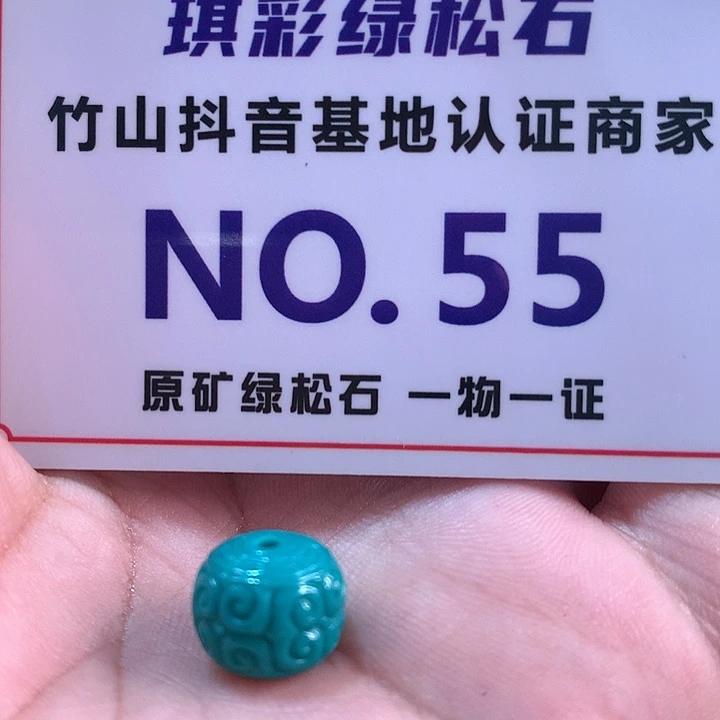 琪彩绿松石
竹山抖音基地认证商家
NO. 55
原矿绿松石 一物一证